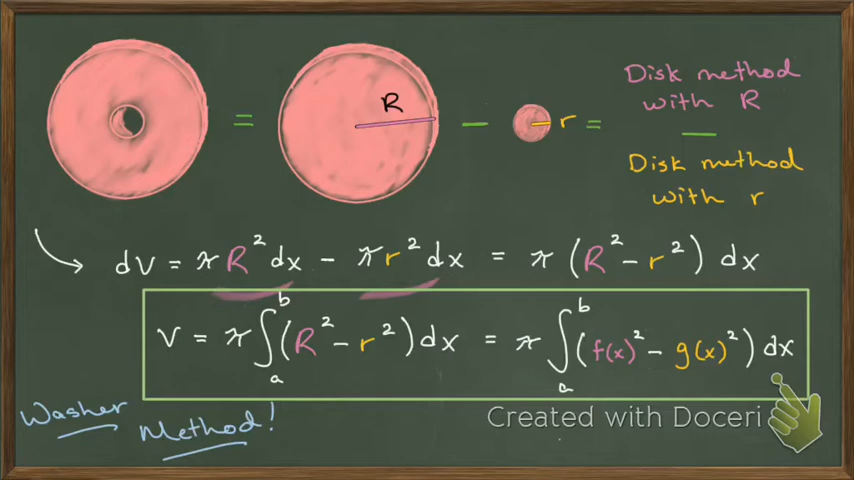 = R − r = Disk method
with R
−
Disk method
with r
dV = πR²dx − πr²dx = π(R² − r²) dx
V = π∫ₐᵇ(R² − r²)dx = π∫ₐᵇ(f(x)² − g(x)²) dx
Washer
Method!
Created with Doceri